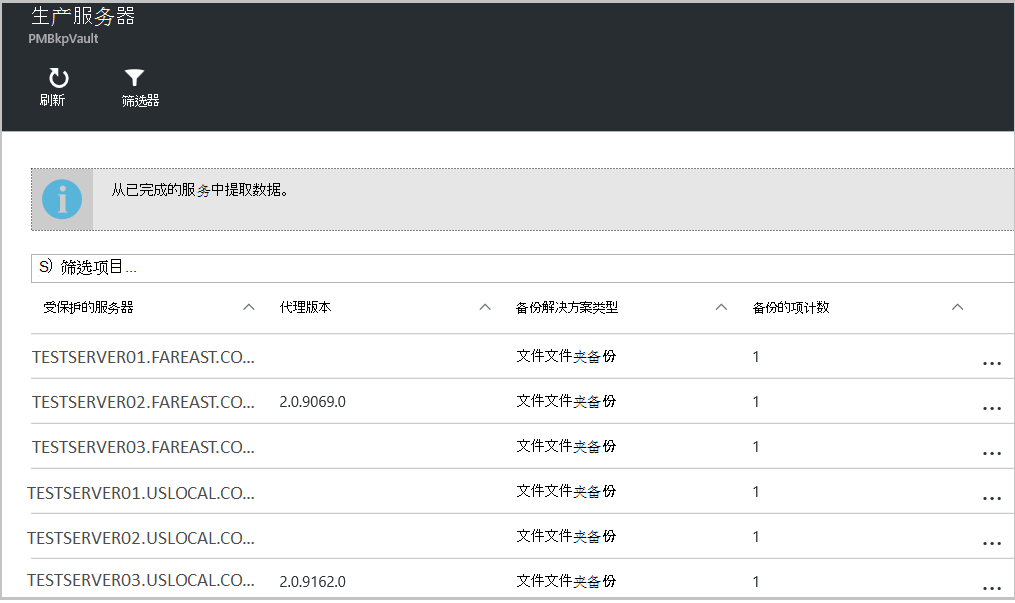 生产服务器
PMBkpVault
刷新 筛选器
从已完成的服务中提取数据。
S) 筛选项目...
受保护的服务器 代理版本 备份解决方案类型 备份的项计数
TESTSERVER01.FAREAST.CO... 文件文件夹备份 1 ...
TESTSERVER02.FAREAST.CO... 2.0.9069.0 文件文件夹备份 1 ...
TESTSERVER03.FAREAST.CO... 文件文件夹备份 1 ...
TESTSERVER01.USLOCAL.CO... 文件文件夹备份 1 ...
TESTSERVER02.USLOCAL.CO... 文件文件夹备份 1 ...
TESTSERVER03.USLOCAL.CO... 2.0.9162.0 文件文件夹备份 1 ...